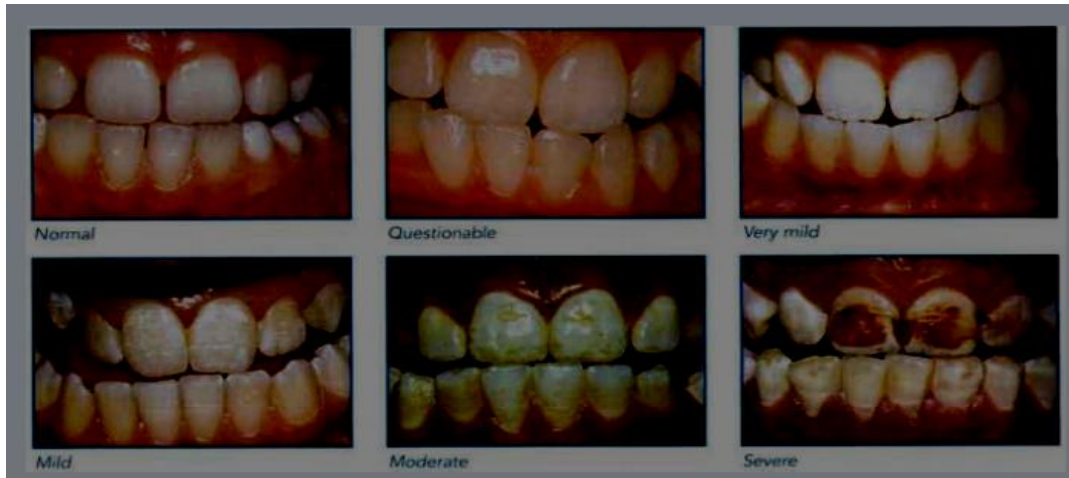 Normal
Questionable
Very mild
Mild
Moderate
Severe